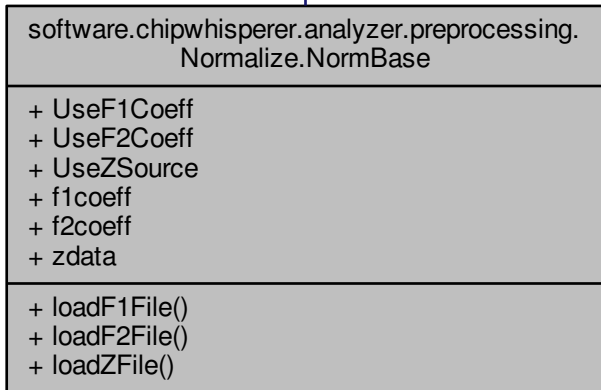 software.chipwhisperer.analyzer.preprocessing.
Normalize.NormBase
+ UseF1Coeff
+ UseF2Coeff
+ UseZSource
+ f1coeff
+ f2coeff
+ zdata
+ loadF1File()
+ loadF2File()
+ loadZFile()